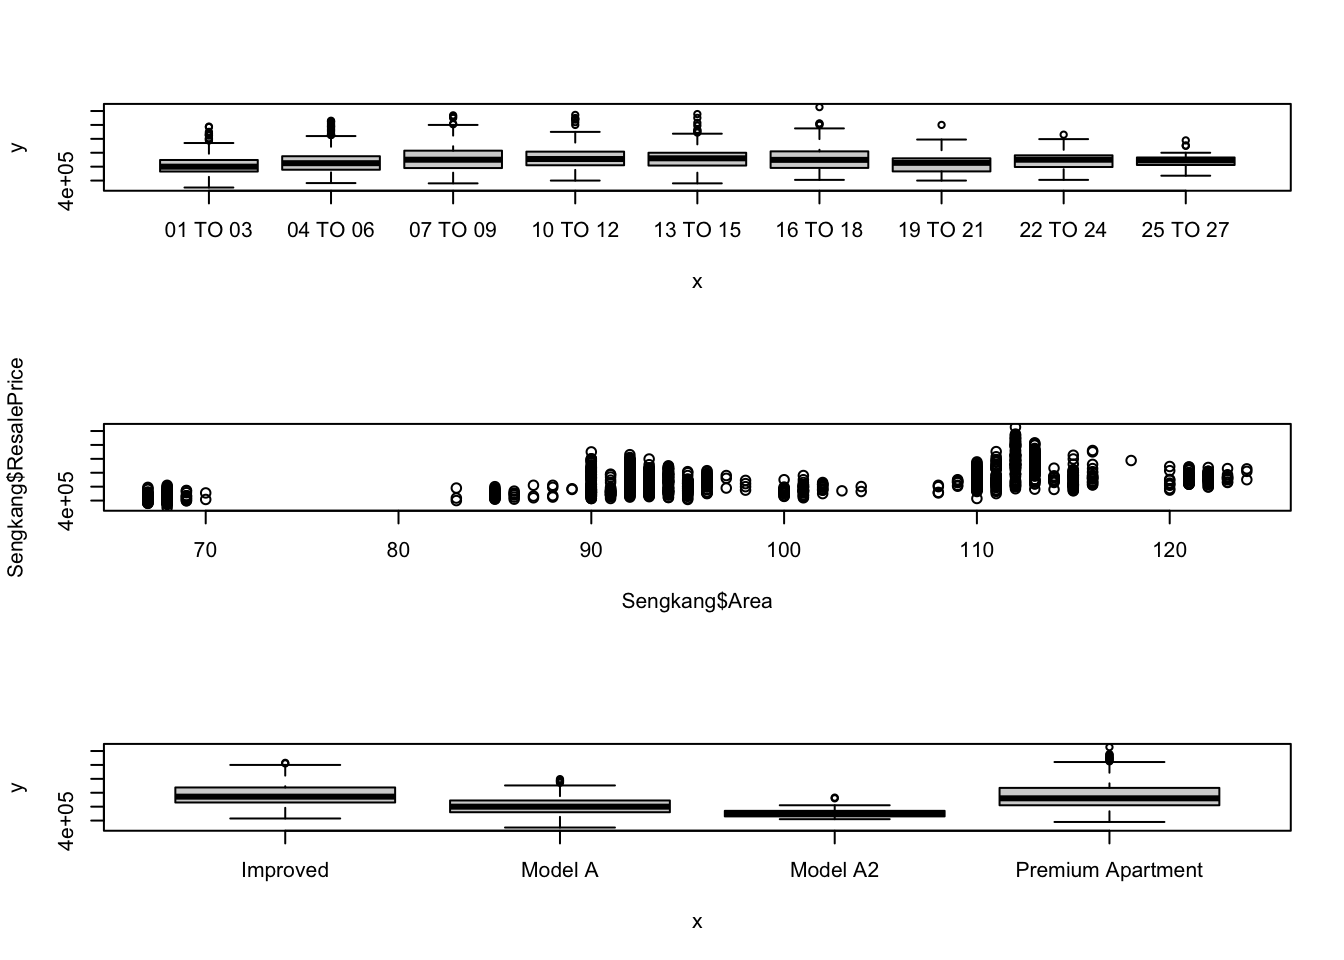 y
4e+05
01 TO 03 04 TO 06 07 TO 09 10 TO 12 13 TO 15 16 TO 18 19 TO 21 22 TO 24 25 TO 27
x
Sengkang$ResalePrice
4e+05
70 80 90 100 110 120
Sengkang$Area
y
4e+05
Improved Model A Model A2 Premium Apartment
x